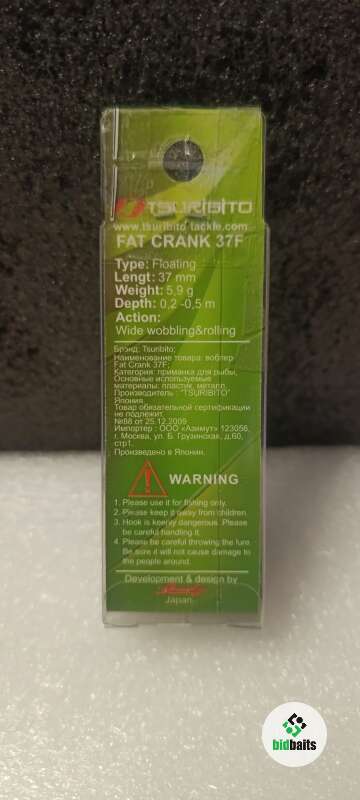 TSURIBITO
www.tsuribito-tackle.com
FAT CRANK 37F
Type: Floating
Lengt: 37 mm
Weight: 5,9 g
Depth: 0,2 -0,5 m
Action:
Wide wobbling&rolling
Брэнд: Tsuribito;
Наименование товара: воблер
Fat Crank 37F;
Категория: приманка для рыбы,
Основные используемые
материалы: пластик, металл.
Производитель : "TSURIBITO"
Япония.
Товар обязательной сертификации
не подлежит.
№88 от 25.12.2009
Импортер : ООО «Азимут» 123056,
г. Москва, ул. Б. Грузинская, д.60,
стр1.
Произведено в Японии.
WARNING
1. Please use it for fishing only.
2. Please keep it away from children.
3. Hook is keenly dangerous. Please
be careful handling it.
4. Please be careful throwing the lure.
Be sure it will not cause damage to
the people around.
Development & design by
Japan.
bidbaits